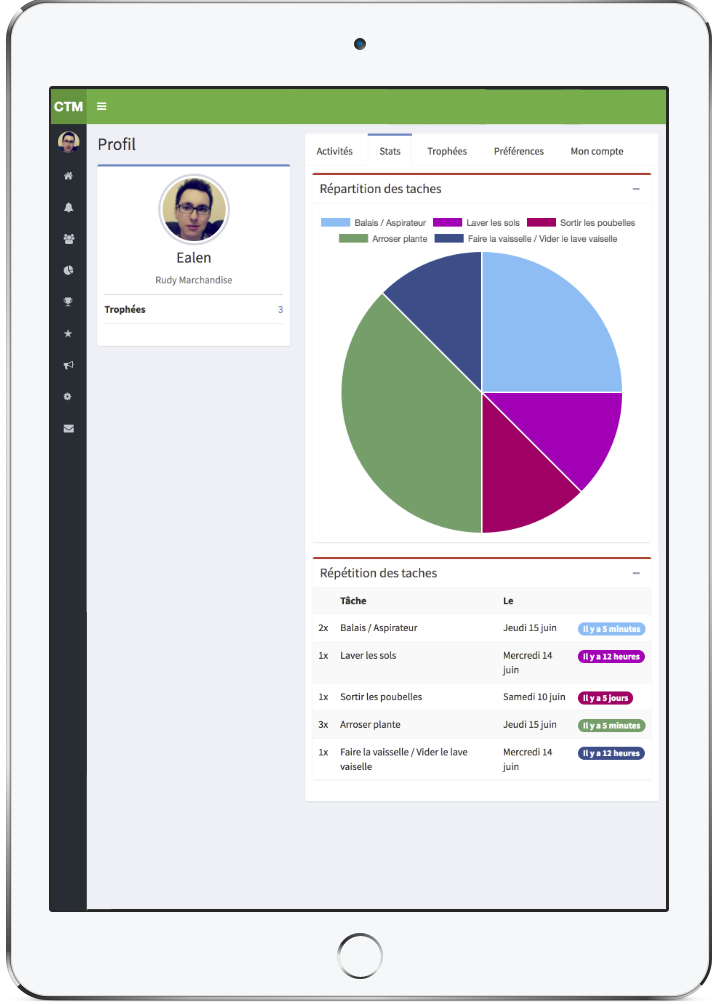 CTM
Profil
Ealen
Rudy Marchandise
Trophées 3
Activités Stats Trophées Préférences Mon compte
Répartition des taches
Balais / Aspirateur Laver les sols Sortir les poubelles
Arroser plante Faire la vaisselle / Vider le lave vaiselle
Répétition des taches
Tâche Le
2x Balais / Aspirateur Jeudi 15 juin Il y a 5 minutes
1x Laver les sols Mercredi 14 Il y a 12 heures
juin
1x Sortir les poubelles Samedi 10 juin Il y a 5 jours
3x Arroser plante Jeudi 15 juin Il y a 5 minutes
1x Faire la vaisselle / Vider le lave Mercredi 14 Il y a 12 heures
vaiselle juin